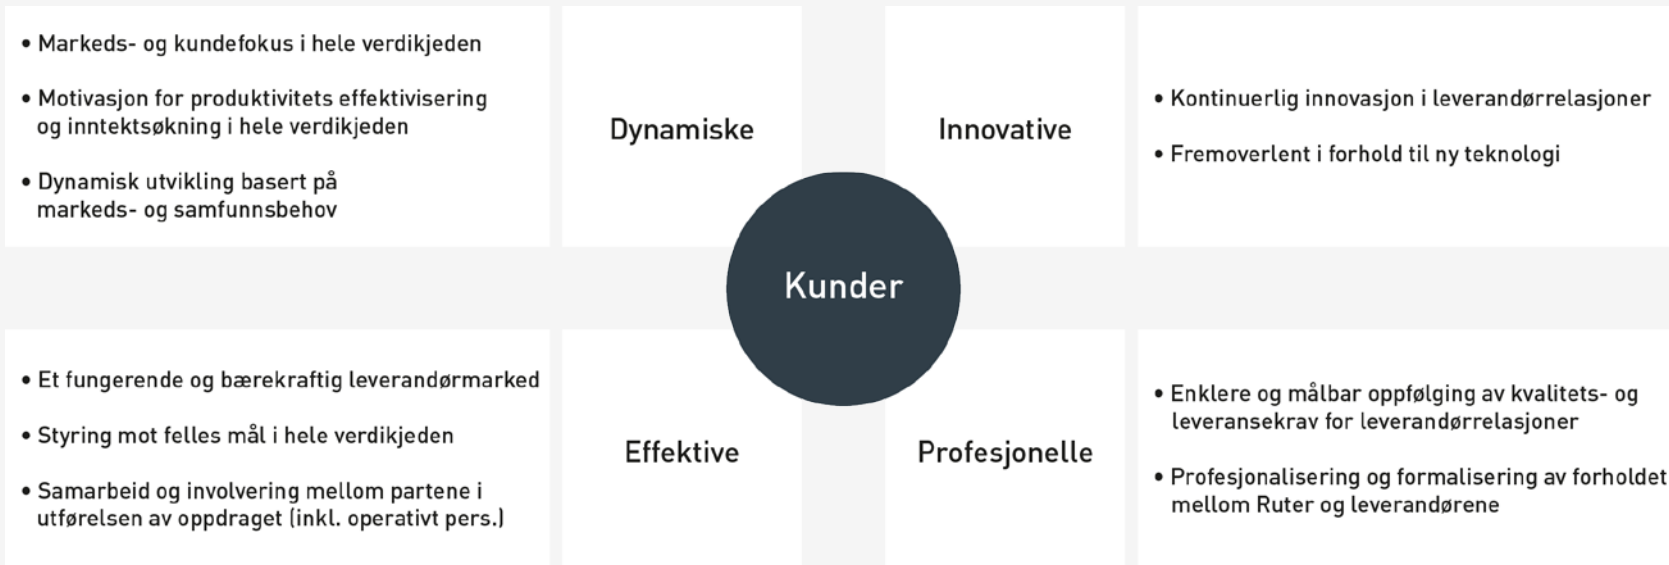 • Markeds- og kundefokus i hele verdikjeden
• Motivasjon for produktivitets effektivisering
og inntektsøkning i hele verdikjeden
• Dynamisk utvikling basert på
markeds- og samfunnsbehov
Dynamiske
Innovative
• Kontinuerlig innovasjon i leverandørrelasjoner
• Fremoverlent i forhold til ny teknologi
Kunder
• Et fungerende og bærekraftig leverandørmarked
• Styring mot felles mål i hele verdikjeden
• Samarbeid og involvering mellom partene i
utførelsen av oppdraget (inkl. operativt pers.)
Effektive
Profesjonelle
• Enklere og målbar oppfølging av kvalitets- og
leveransekrav for leverandørrelasjoner
• Profesjonalisering og formalisering av forholdet
mellom Ruter og leverandørene